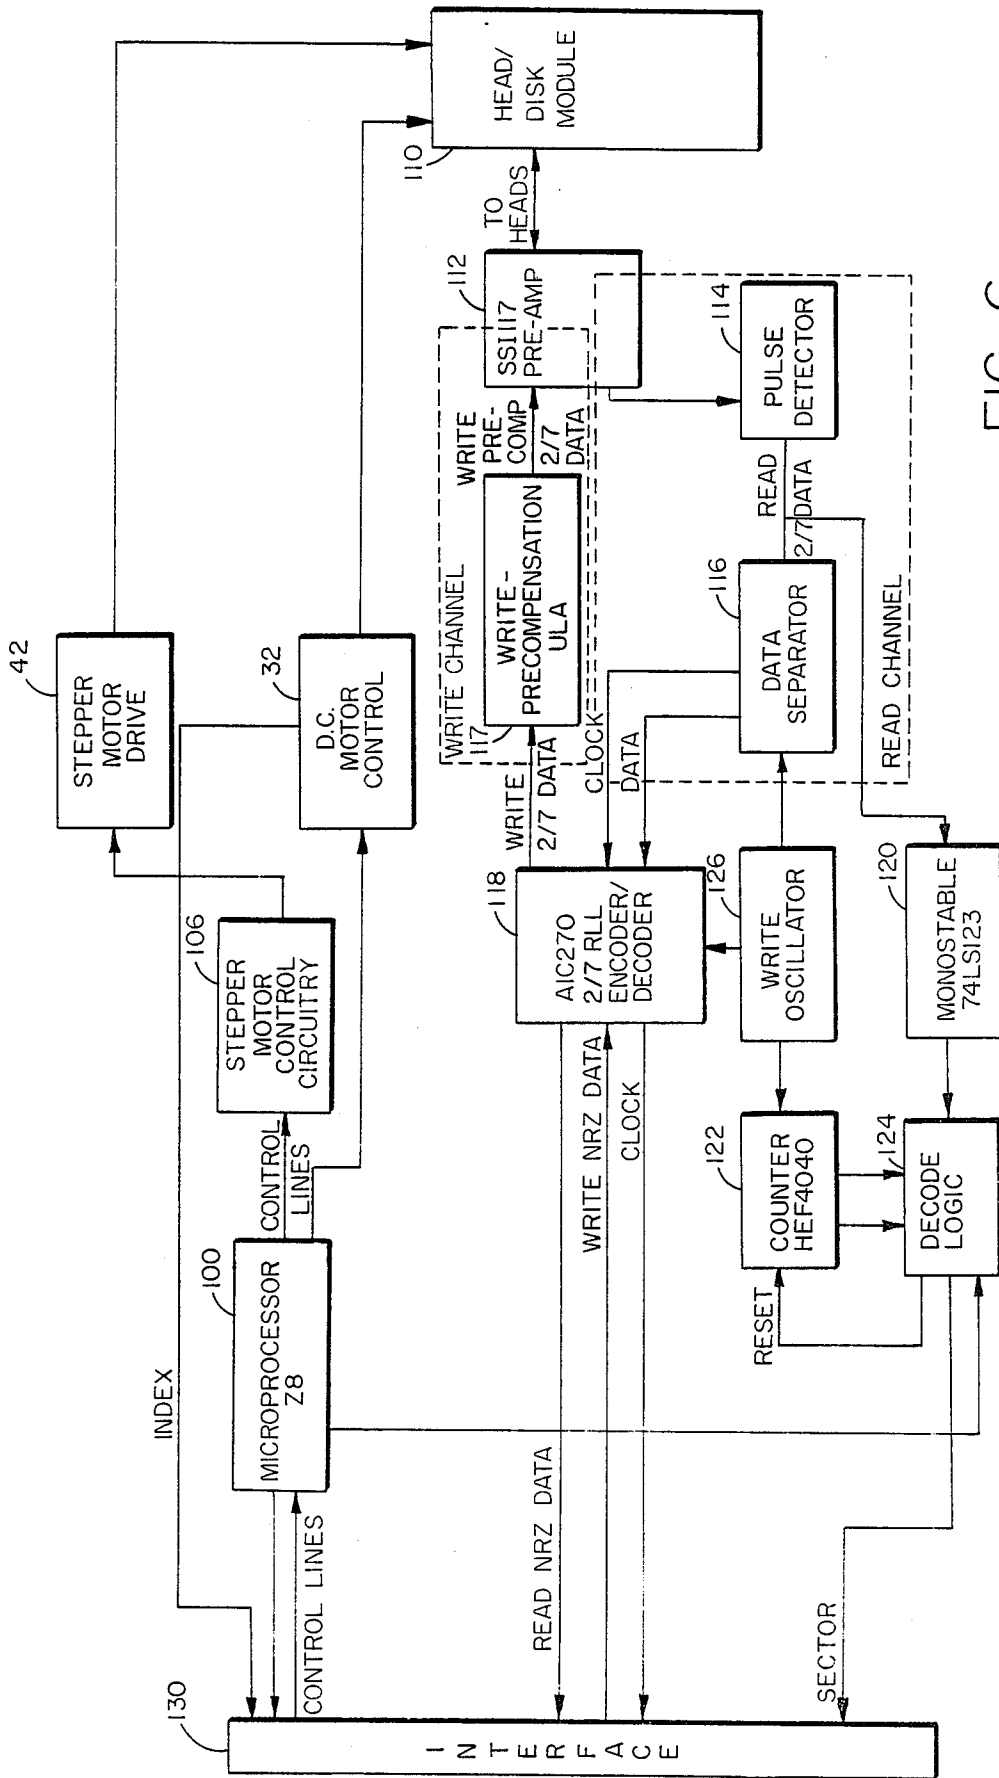 42
STEPPER
MOTOR
DRIVE
INDEX
32
D.C.
MOTOR
CONTROL
106
STEPPER
MOTOR
CONTROL
CIRCUITRY
100
MICROPROCESSOR
Z8
CONTROL
LINES
CONTROL LINES
130
INTERFACE
110
HEAD/
DISK
MODULE
TO
HEADS
112
SSI117
PRE-AMP
WRITE
PRE-
COMP
2/7
DATA
WRITE CHANNEL
117
WRITE-
PRECOMPENSATION
ULA
WRITE
2/7 DATA
118
AIC270
2/7 RLL
ENCODER/
DECODER
READ NRZ DATA
WRITE NRZ DATA
CLOCK
CLOCK
DATA
114
PULSE
DETECTOR
READ
2/7 DATA
116
DATA
SEPARATOR
READ CHANNEL
126
WRITE
OSCILLATOR
120
MONOSTABLE
74LS123
122
COUNTER
HEF4040
124
DECODE
LOGIC
RESET
SECTOR